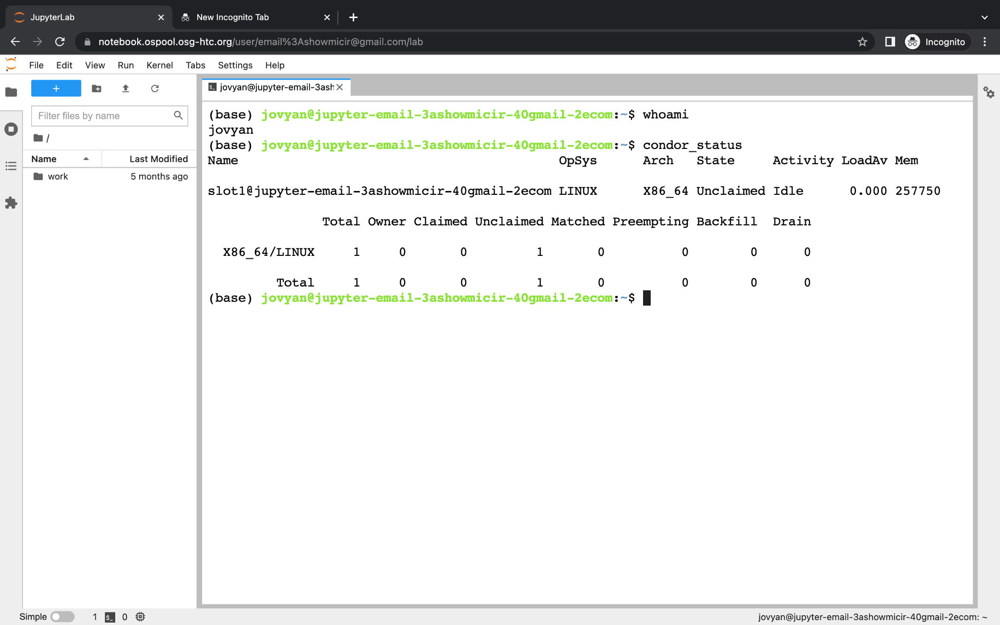 JupyterLab
New Incognito Tab
notebook.ospool.osg-htc.org/user/email%3Ashowmicir@gmail.com/lab
Incognito
File Edit View Run Kernel Tabs Settings Help
+
jovyan@jupyter-email-3ash
Filter files by name
/
Name Last Modified
work 5 months ago
(base) jovyan@jupyter-email-3ashowmicir-40gmail-2ecom:~$ whoami
jovyan
(base) jovyan@jupyter-email-3ashowmicir-40gmail-2ecom:~$ condor_status
Name OpSys Arch State Activity LoadAv Mem
slot1@jupyter-email-3ashowmicir-40gmail-2ecom LINUX X86_64 Unclaimed Idle 0.000 257750
Total Owner Claimed Unclaimed Matched Preempting Backfill Drain
X86_64/LINUX 1 0 0 1 0 0 0 0
Total 1 0 0 1 0 0 0 0
(base) jovyan@jupyter-email-3ashowmicir-40gmail-2ecom:~$
Simple 1 $_ 0
jovyan@jupyter-email-3ashowmicir-40gmail-2ecom: ~